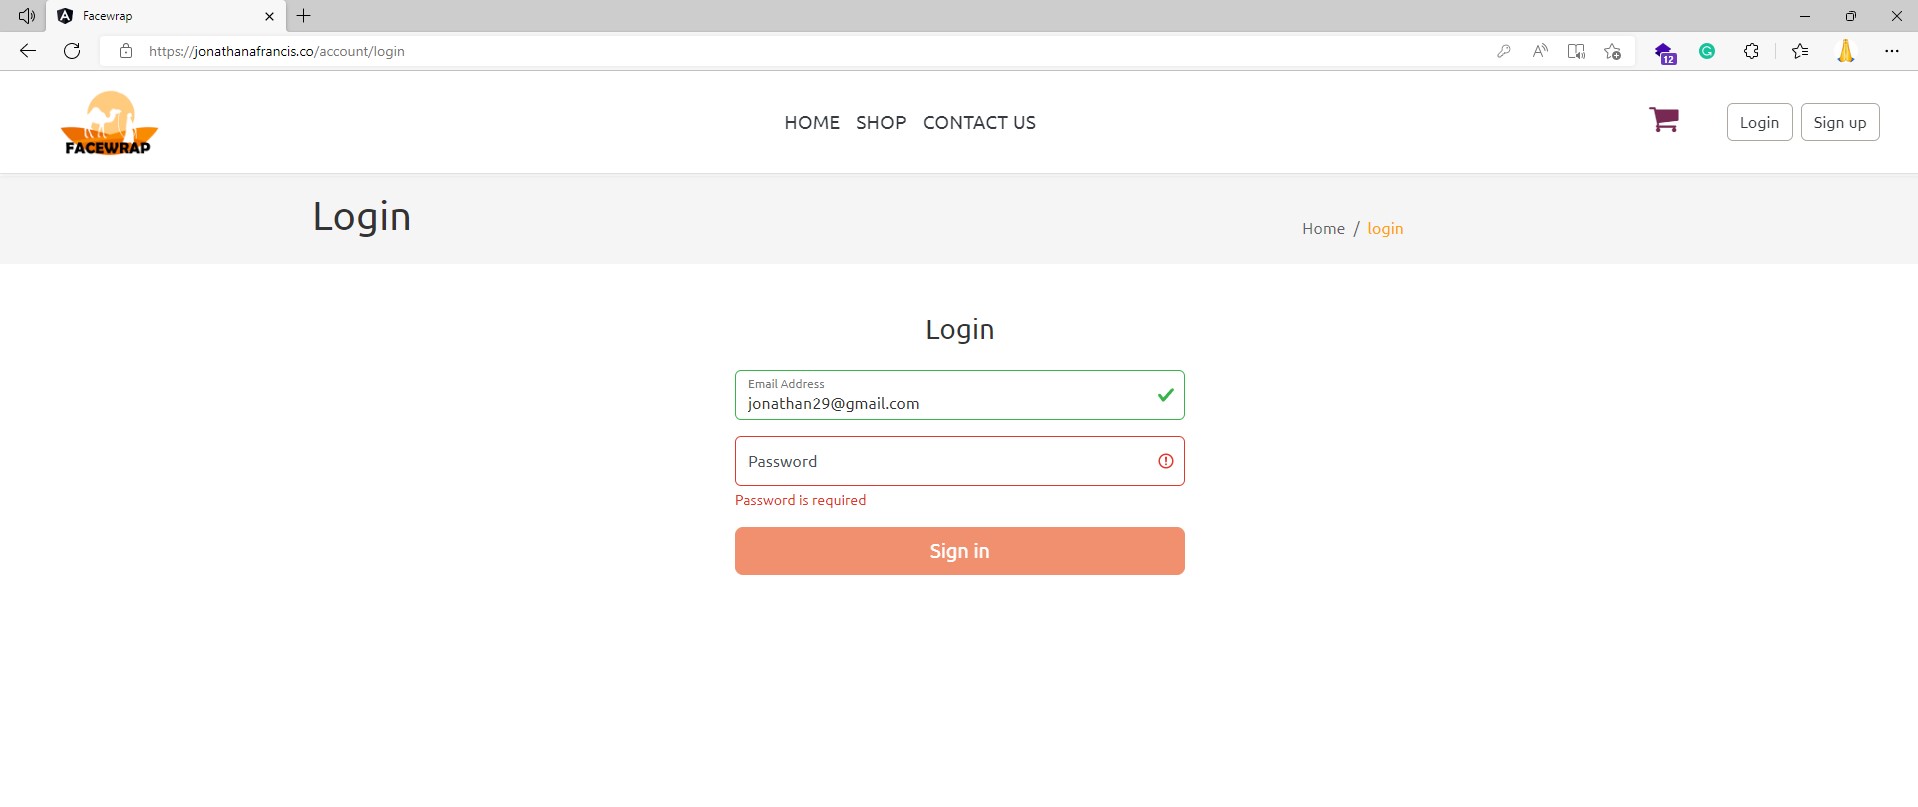 Facewrap
https://jonathanafrancis.co/account/login
12
FACEWRAP
HOME SHOP CONTACT US
Login Sign up
Login
Home / login
Login
Email Address
jonathan29@gmail.com
Password
Password is required
Sign in